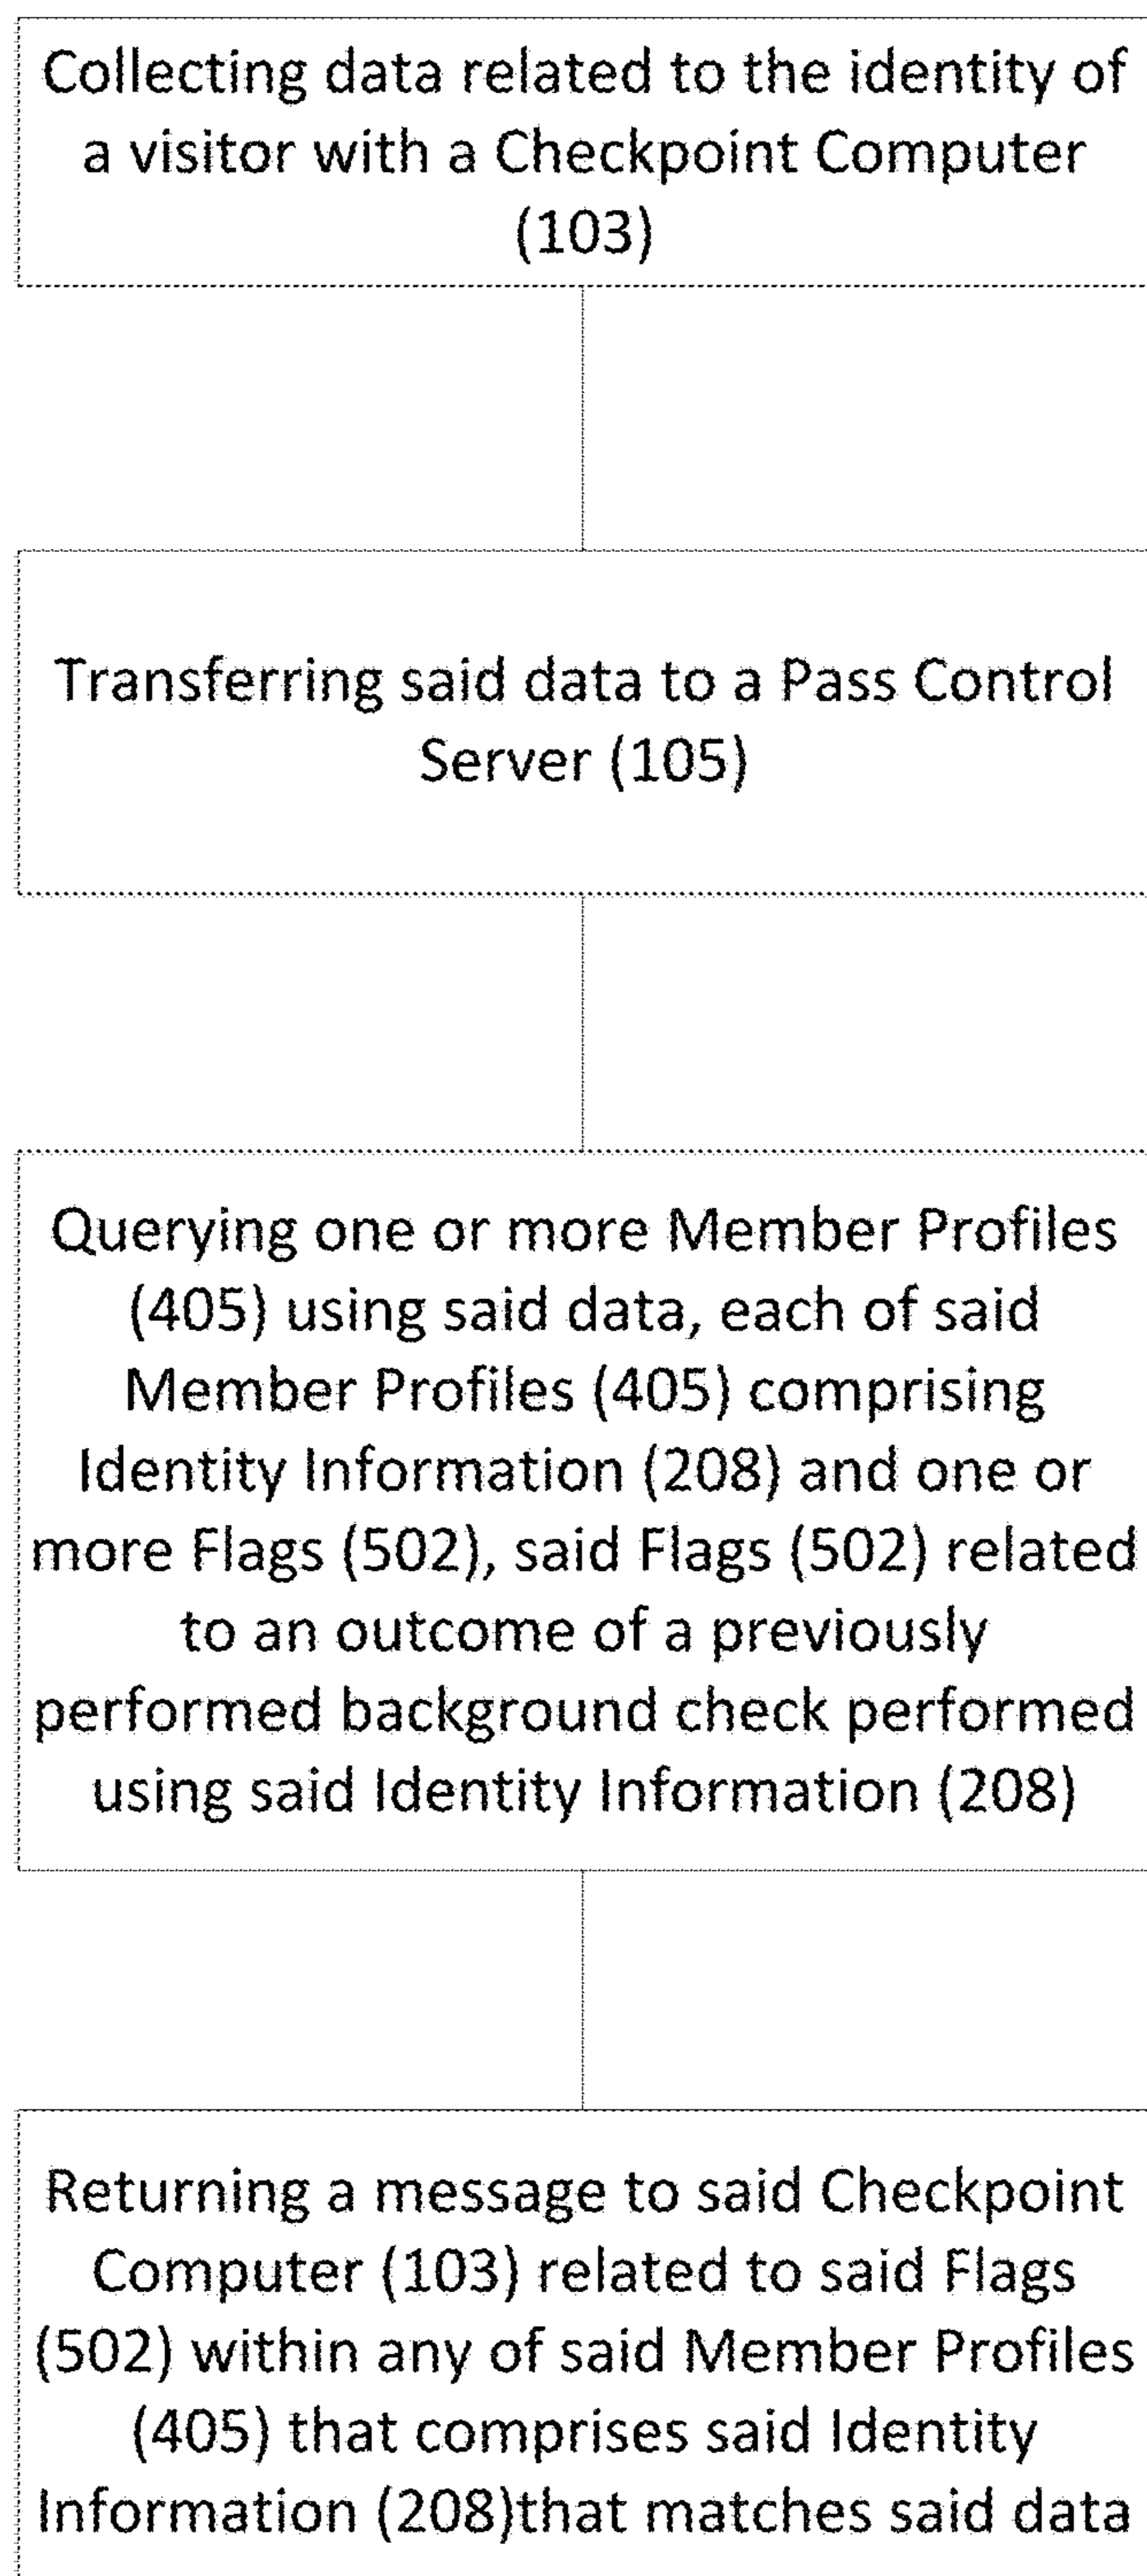 Collecting data related to the identity of
a visitor with a Checkpoint Computer
(103)
Transferring said data to a Pass Control
Server (105)
Querying one or more Member Profiles
(405) using said data, each of said
Member Profiles (405) comprising
Identity Information (208) and one or
more Flags (502), said Flags (502) related
to an outcome of a previously
performed background check performed
using said Identity Information (208)
Returning a message to said Checkpoint
Computer (103) related to said Flags
(502) within any of said Member Profiles
(405) that comprises said Identity
Information (208)that matches said data